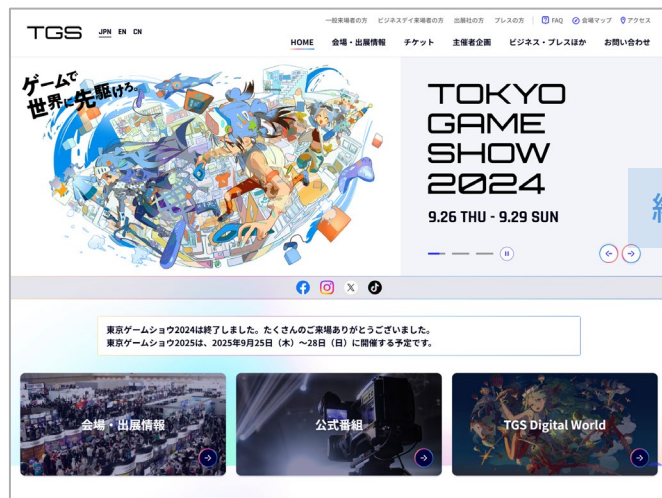 TGS
JPN EN CN
一般来場者の方 ビジネスデイ来場者の方 出展社の方 プレスの方 FAQ 会場マップ アクセス
HOME 会場・出展情報 チケット 主催者企画 ビジネス・プレスほか お問い合わせ
ゲームで
世界に先駆けろ。
TOKYO
GAME
SHOW
2024
9.26 THU - 9.29 SUN
東京ゲームショウ2024は終了しました。たくさんのご来場ありがとうございました。
東京ゲームショウ2025は、2025年9月25日（木）～28日（日）に開催する予定です。
会場・出展情報
公式番組
TGS Digital World